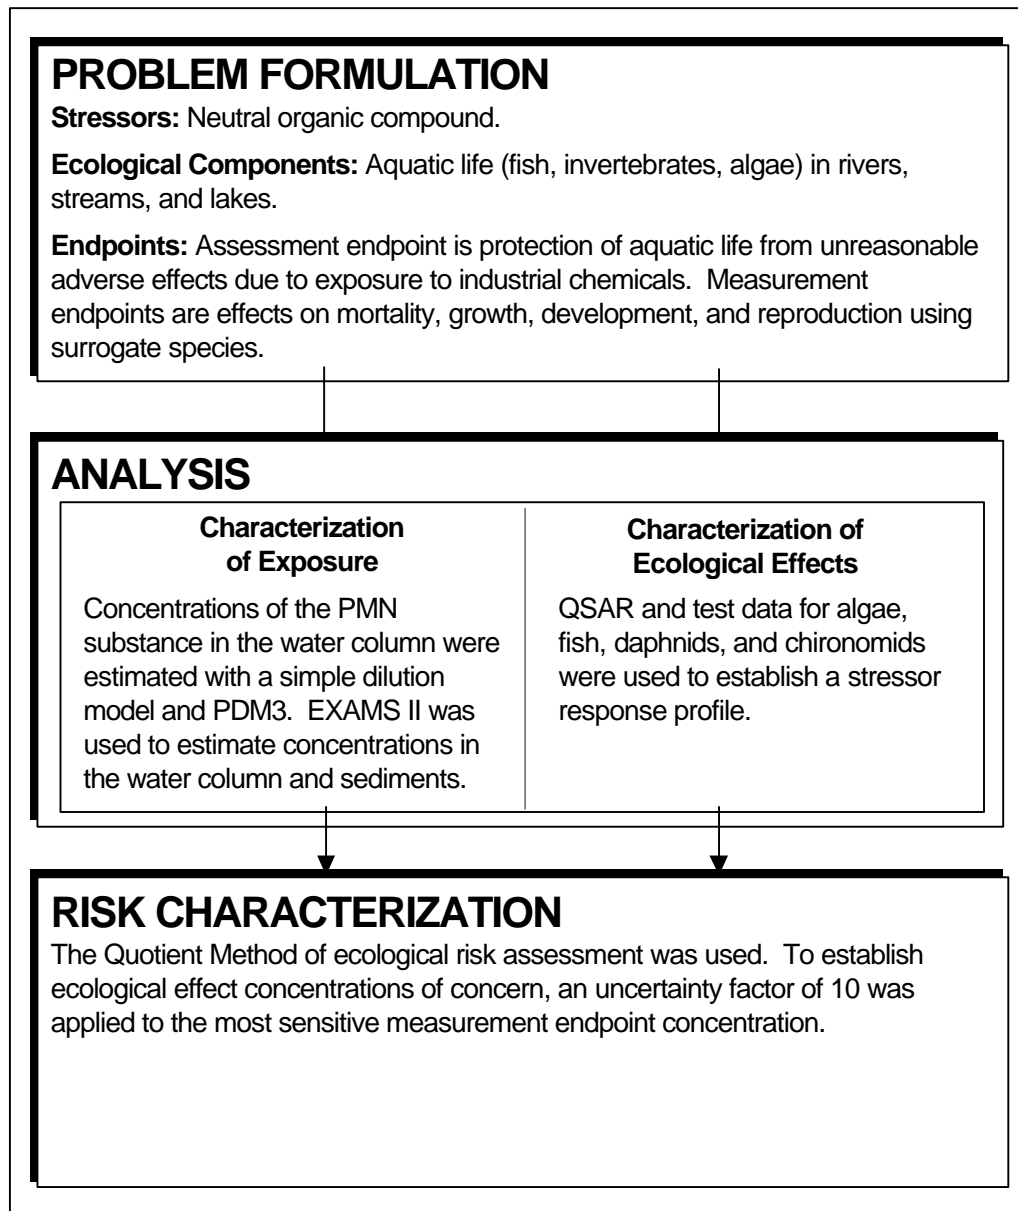 PROBLEM FORMULATION
Stressors: Neutral organic compound.
Ecological Components: Aquatic life (fish, invertebrates, algae) in rivers,
streams, and lakes.
Endpoints: Assessment endpoint is protection of aquatic life from unreasonable
adverse effects due to exposure to industrial chemicals. Measurement
endpoints are effects on mortality, growth, development, and reproduction using
surrogate species.
ANALYSIS
Characterization
of Exposure
Concentrations of the PMN
substance in the water column were
estimated with a simple dilution
model and PDM3. EXAMS II was
used to estimate concentrations in
the water column and sediments.
Characterization of
Ecological Effects
QSAR and test data for algae,
fish, daphnids, and chironomids
were used to establish a stressor
response profile.
RISK CHARACTERIZATION
The Quotient Method of ecological risk assessment was used. To establish
ecological effect concentrations of concern, an uncertainty factor of 10 was
applied to the most sensitive measurement endpoint concentration.